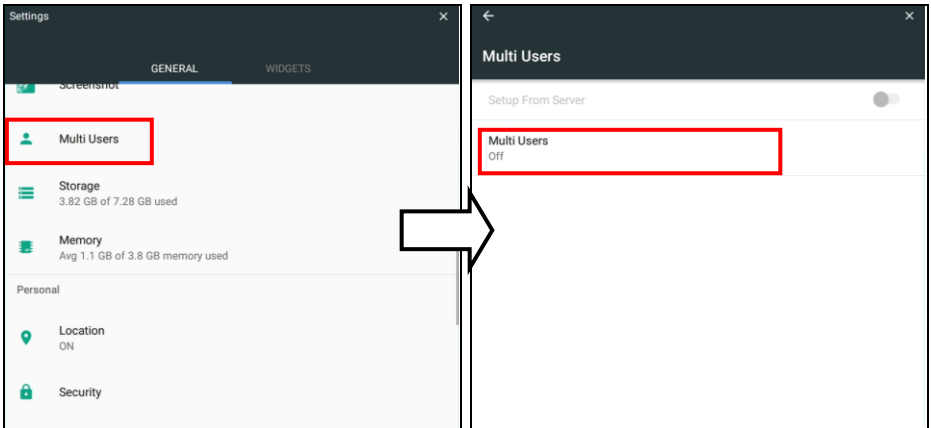 Settings
GENERAL
WIDGETS
Screenshot
Multi Users
Storage
3.82 GB of 7.28 GB used
Memory
Avg 1.1 GB of 3.8 GB memory used
Personal
Location
ON
Security
Multi Users
Setup From Server
Multi Users
Off